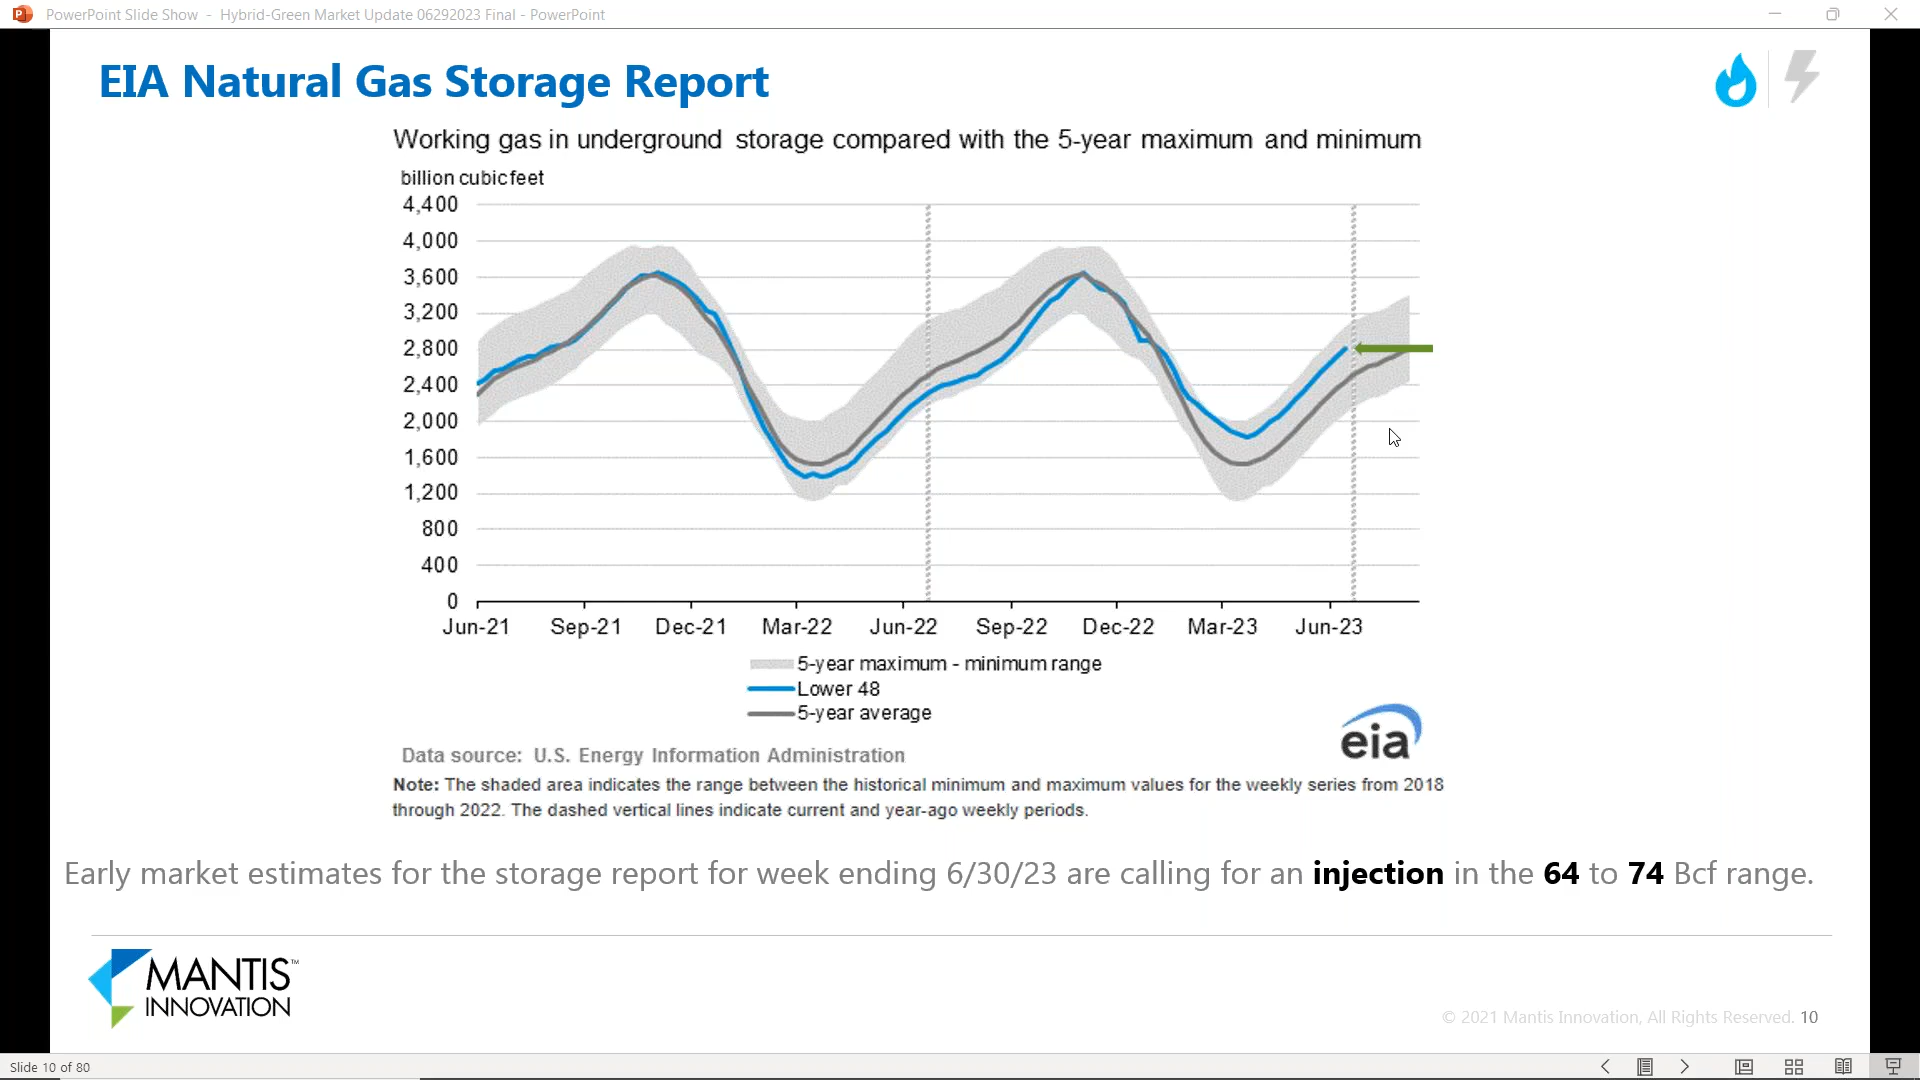 PowerPoint Slide Show - Hybrid-Green Market Update 06292023 Final - PowerPoint
EIA Natural Gas Storage Report
Working gas in underground storage compared with the 5-year maximum and minimum
billion cubic feet
4,400
4,000
3,600
3,200
2,800
2,400
2,000
1,600
1,200
800
400
0
Jun-21 Sep-21 Dec-21 Mar-22 Jun-22 Sep-22 Dec-22 Mar-23 Jun-23
5-year maximum - minimum range
Lower 48
5-year average
eia
Data source: U.S. Energy Information Administration
Note: The shaded area indicates the range between the historical minimum and maximum values for the weekly series from 2018
through 2022. The dashed vertical lines indicate current and year-ago weekly periods.
Early market estimates for the storage report for week ending 6/30/23 are calling for an injection in the 64 to 74 Bcf range.
MANTIS™
INNOVATION
© 2021 Mantis Innovation, All Rights Reserved. 10
Slide 10 of 80